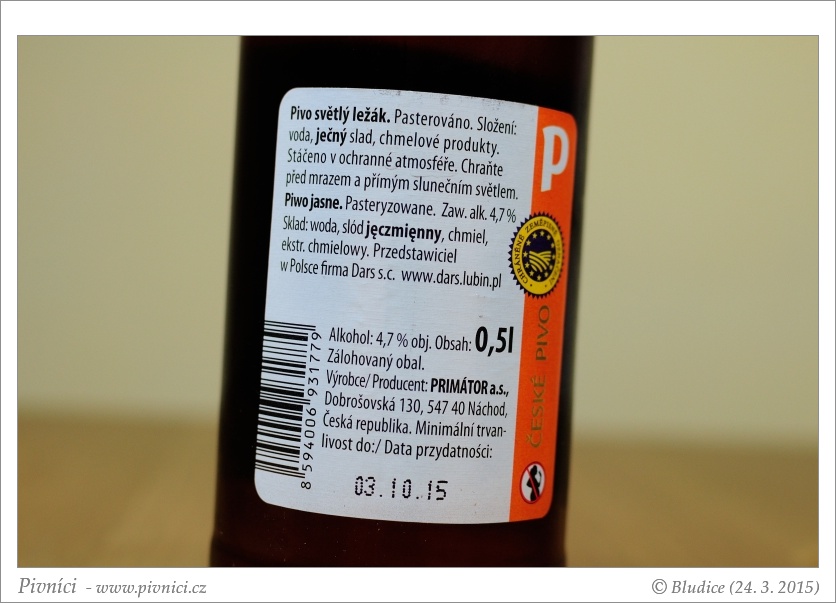 Pivo světlý ležák. Pasterováno. Složení:
voda, ječný slad, chmelové produkty.
Stáčeno v ochranné atmosféře. Chraňte
před mrazem a přímým slunečním světlem.
Piwo jasne. Pasteryzowane. Zaw. alk. 4,7 %
Skład: woda, słód jęczmięnny, chmiel,
ekstr. chmielowy. Przedstawiciel
w Polsce firma Dars s.c. www.dars.lubin.pl
Alkohol: 4,7 % obj. Obsah: 0,5l
Zálohovaný obal.
Výrobce/ Producent: PRIMÁTOR a.s.,
Dobrošovská 130, 547 40 Náchod,
Česká republika. Minimální trvan-
livost do:/ Data przydatności:
03.10.15
8 594006 931779
P
CHRÁNĚNÉ ZEMĚPISNÉ
ČESKÉ PIVO
Pivníci - www.pivnici.cz
© Bludice (24. 3. 2015)